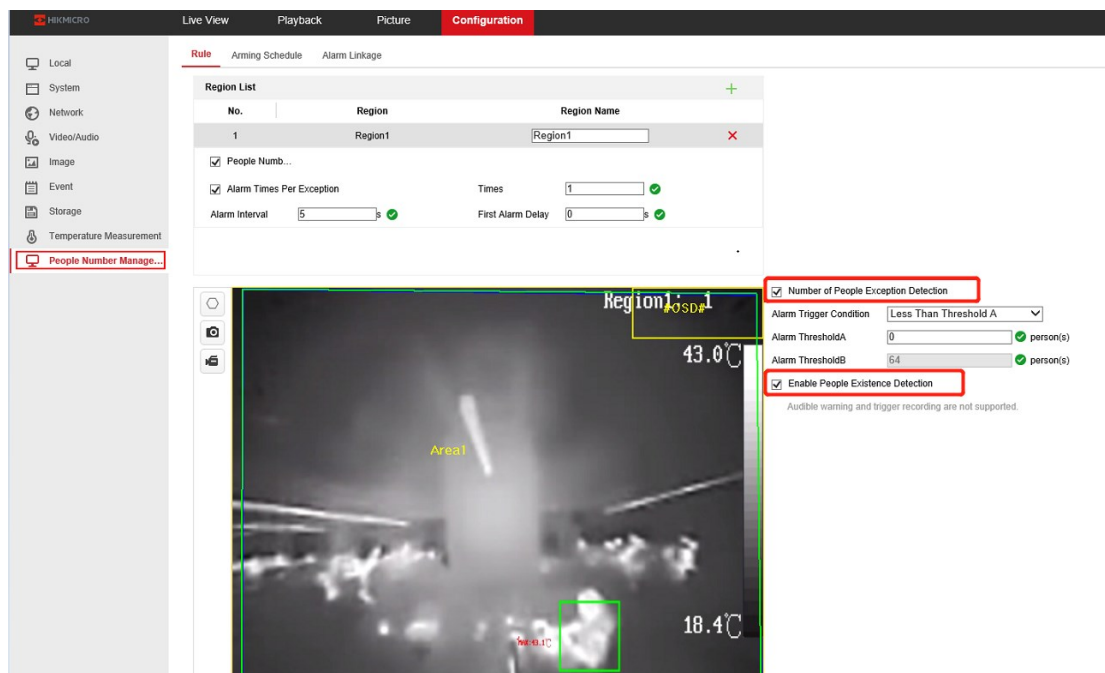 HIKMICRO Live View Playback Picture Configuration
Rule Arming Schedule Alarm Linkage
Local
System
Network
Video/Audio
Image
Event
Storage
Temperature Measurement
People Number Manage...
Region List
No. Region Region Name
1 Region1 Region1
People Numb...
Alarm Times Per Exception Times 1
Alarm Interval 5 s First Alarm Delay 0 s
Region1: 1
#OSD#
43.0℃
Area1
18.4℃
Number of People Exception Detection
Alarm Trigger Condition Less Than Threshold A
Alarm ThresholdA 0 person(s)
Alarm ThresholdB 64 person(s)
Enable People Existence Detection
Audible warning and trigger recording are not supported.